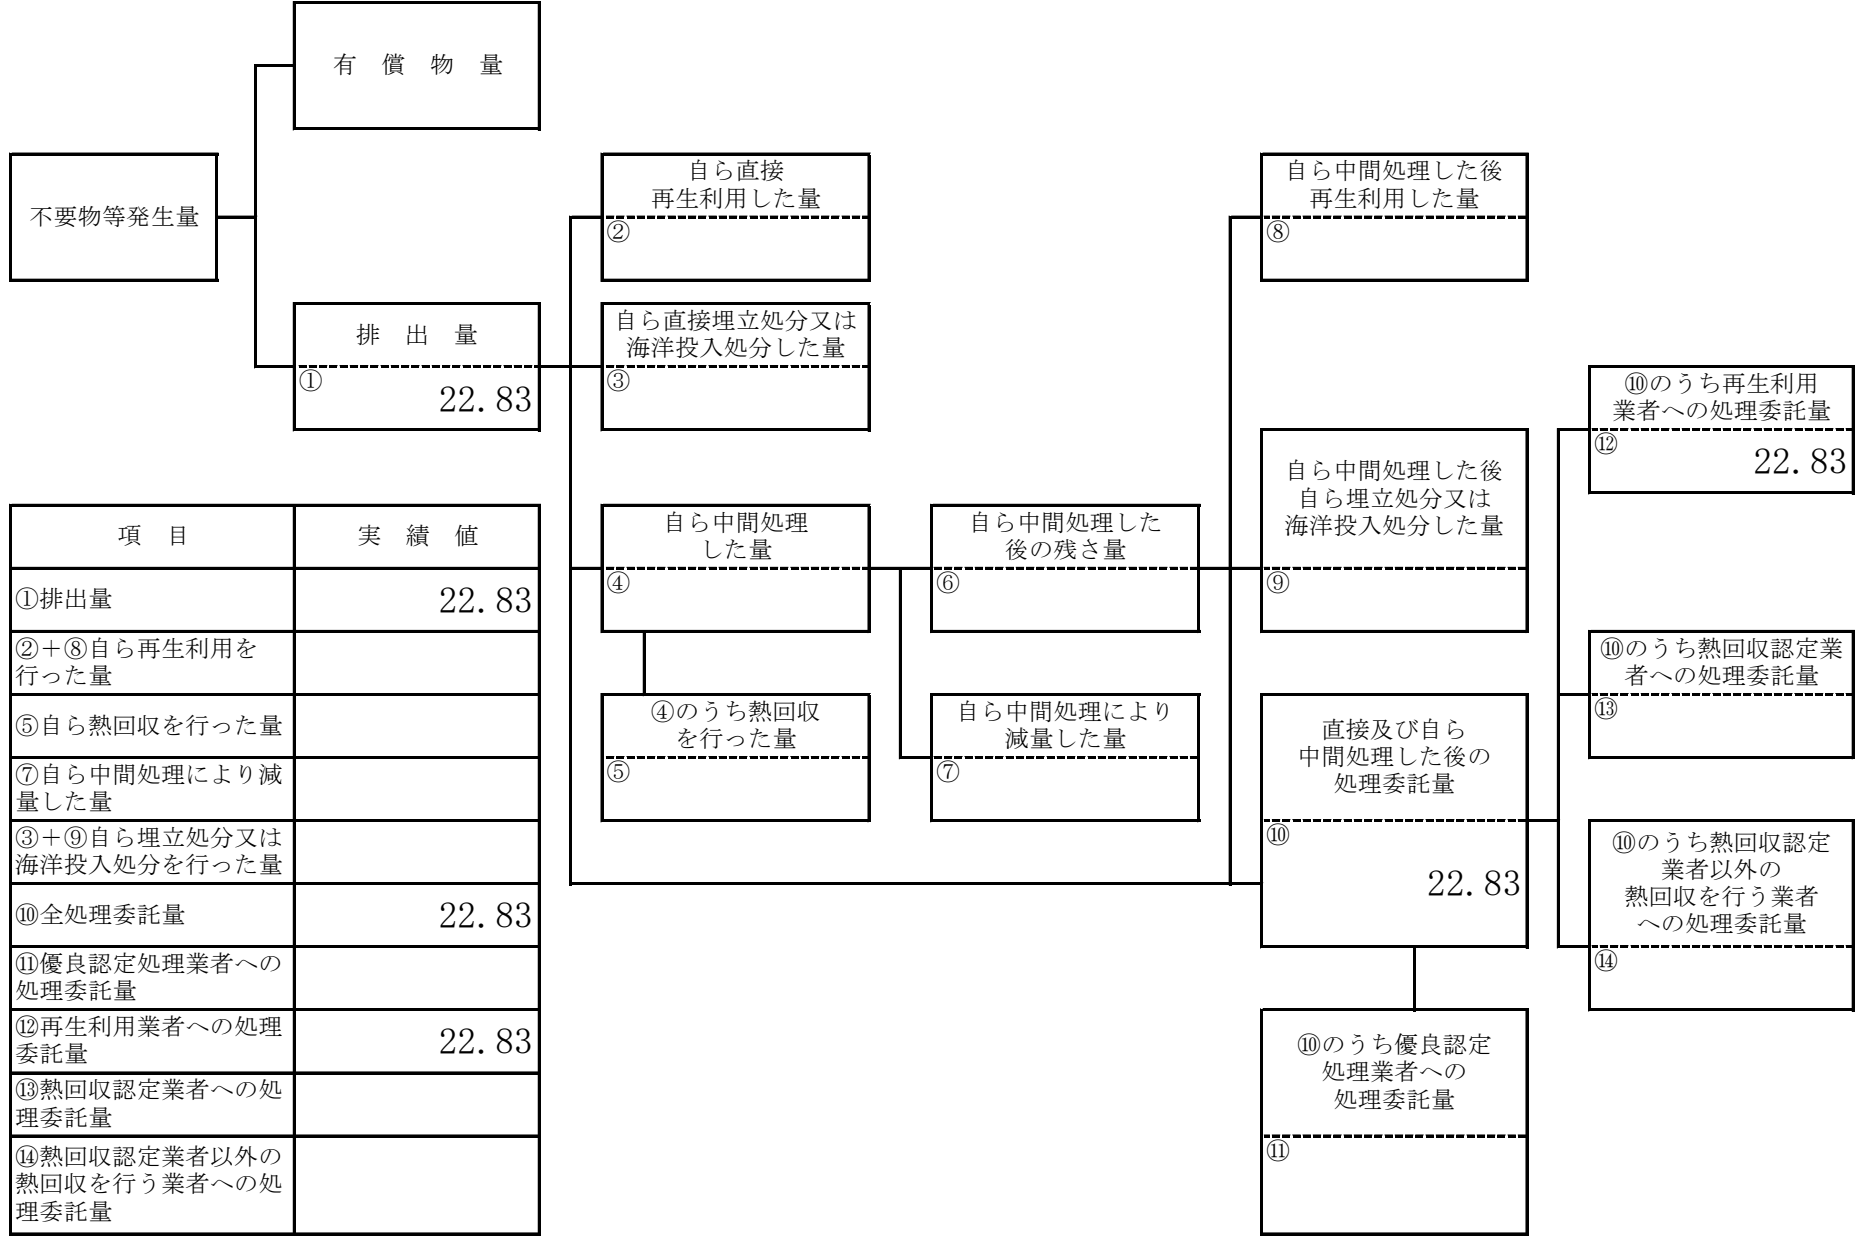 有 償 物 量
不要物等発生量
排 出 量
①
22.83
自ら直接
再生利用した量
②
自ら直接埋立処分又は
海洋投入処分した量
③
自ら中間処理
した量
④
④のうち熱回収
を行った量
⑤
自ら中間処理した
後の残さ量
⑥
自ら中間処理により
減量した量
⑦
自ら中間処理した後
再生利用した量
⑧
自ら中間処理した後
自ら埋立処分又は
海洋投入処分した量
⑨
直接及び自ら
中間処理した後の
処理委託量
⑩
22.83
⑩のうち優良認定
処理業者への
処理委託量
⑪
⑩のうち再生利用
業者への処理委託量
⑫
22.83
⑩のうち熱回収認定業
者への処理委託量
⑬
⑩のうち熱回収認定
業者以外の
熱回収を行う業者
への処理委託量
⑭
項 目 実 績 値
①排出量 22.83
②＋⑧自ら再生利用を
行った量
⑤自ら熱回収を行った量
⑦自ら中間処理により減
量した量
③＋⑨自ら埋立処分又は
海洋投入処分を行った量
⑩全処理委託量 22.83
⑪優良認定処理業者への
処理委託量
⑫再生利用業者への処理
委託量 22.83
⑬熱回収認定業者への処
理委託量
⑭熱回収認定業者以外の
熱回収を行う業者への処
理委託量